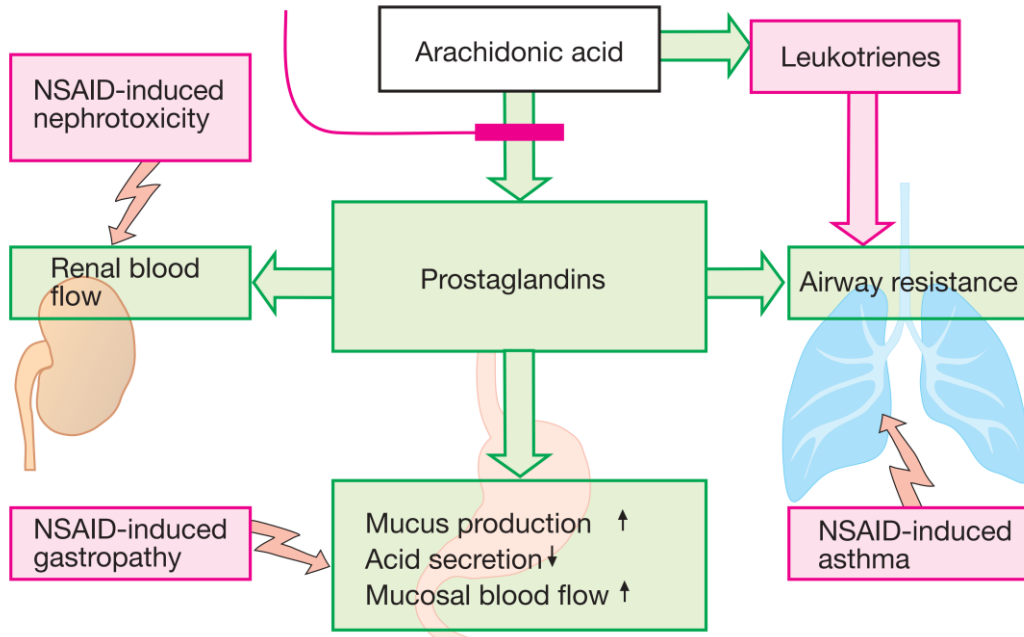 Arachidonic acid
Leukotrienes
NSAID-induced
nephrotoxicity
Renal blood
flow
Prostaglandins
Airway resistance
NSAID-induced
gastropathy
Mucus production ↑
Acid secretion ↓
Mucosal blood flow ↑
NSAID-induced
asthma